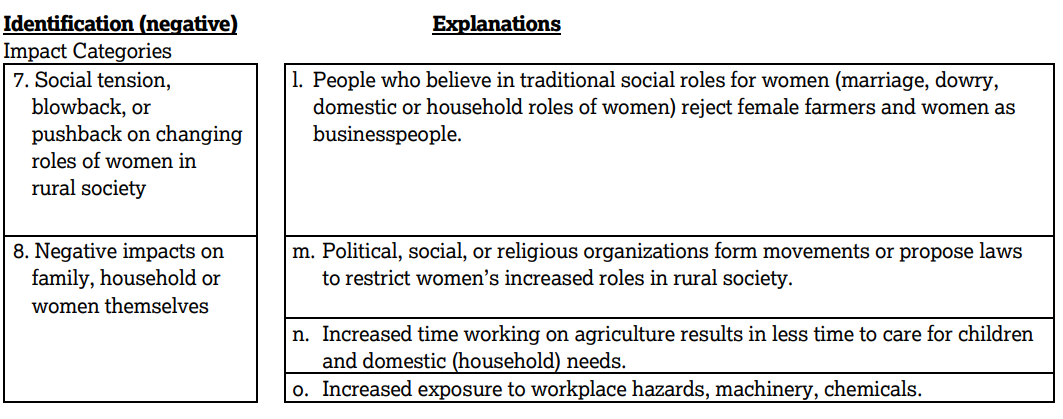 Identification (negative)
Explanations
Impact Categories
7. Social tension,
blowback, or
pushback on changing
roles of women in
rural society
l. People who believe in traditional social roles for women (marriage, dowry,
domestic or household roles of women) reject female farmers and women as
businesspeople.
8. Negative impacts on
family, household or
women themselves
m. Political, social, or religious organizations form movements or propose laws
to restrict women’s increased roles in rural society.
n. Increased time working on agriculture results in less time to care for children
and domestic (household) needs.
o. Increased exposure to workplace hazards, machinery, chemicals.